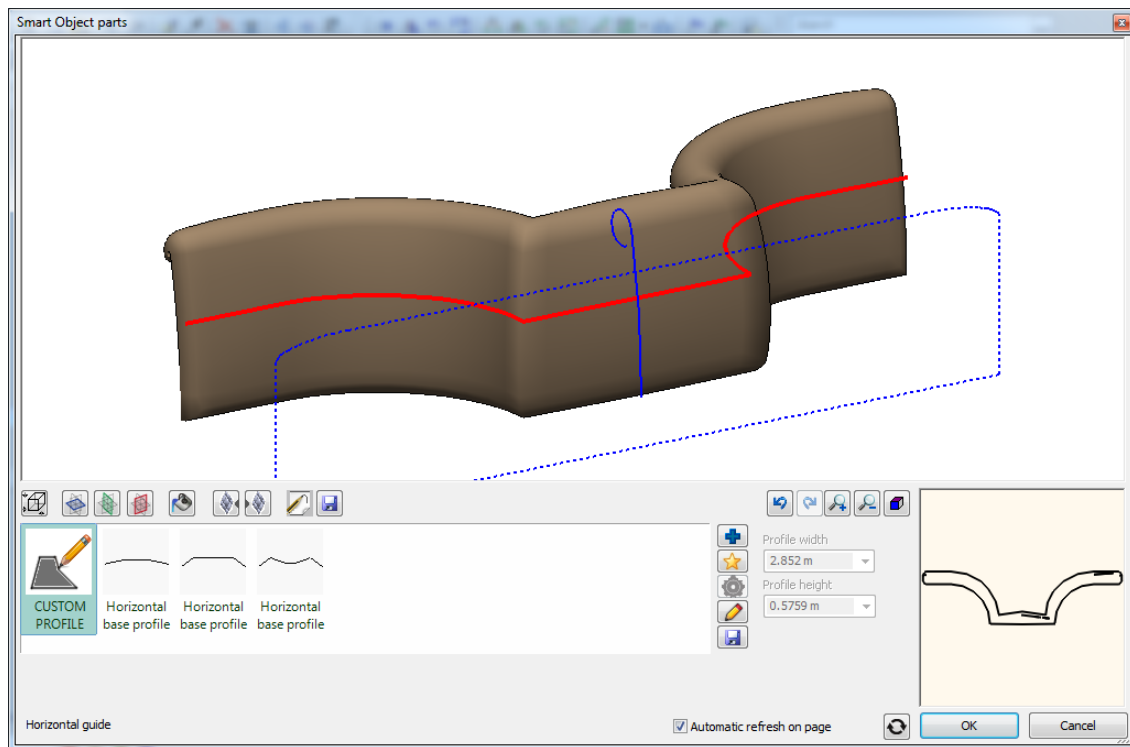 Smart Object parts
Search
Profile width
2.852 m
Profile height
0.5759 m
CUSTOM
PROFILE
Horizontal
base profile
Horizontal
base profile
Horizontal
base profile
Horizontal guide
Automatic refresh on page
OK
Cancel